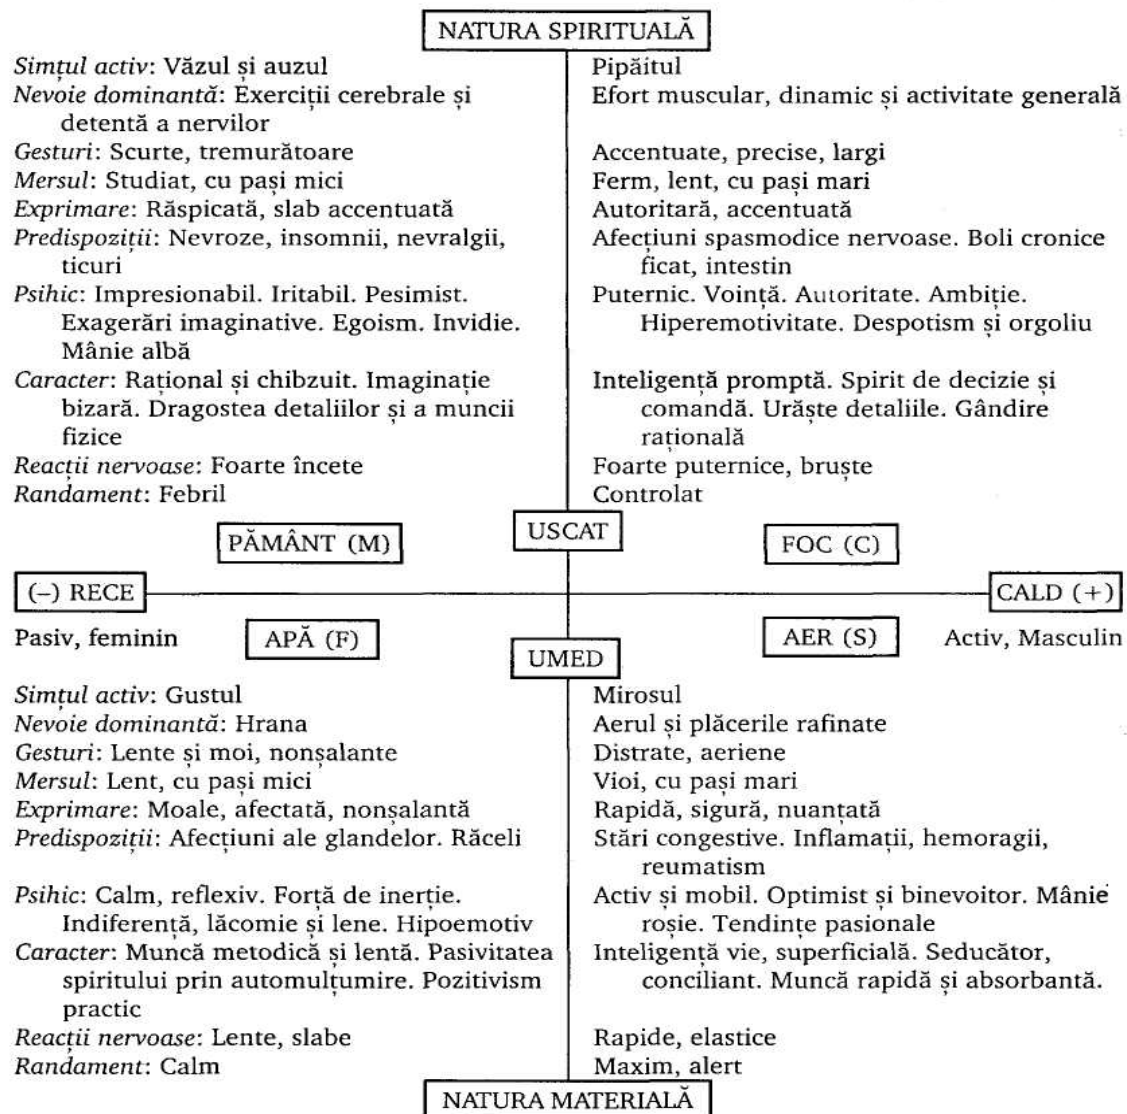 NATURA SPIRITUALĂ
Simțul activ: Văzul și auzul
Pipăitul
Nevoie dominantă: Exerciții cerebrale și
detentă a nervilor
Efort muscular, dinamic și activitate generală
Gesturi: Scurte, tremurătoare
Accentuate, precise, largi
Mersul: Studiat, cu pași mici
Ferm, lent, cu pași mari
Exprimare: Răspicată, slab accentuată
Autoritară, accentuată
Predispoziții: Nevroze, insomnii, nevralgii,
ticuri
Afecțiuni spasmodice nervoase. Boli cronice
ficat, intestin
Psihic: Impresionabil. Iritabil. Pesimist.
Exagerări imaginative. Egoism. Invidie.
Mânie albă
Puternic. Voință. Autoritate. Ambiție.
Hiperemotivitate. Despotism și orgoliu
Caracter: Rațional și chibzuit. Imaginație
bizară. Dragostea detaliilor și a muncii
fizice
Inteligență promptă. Spirit de decizie și
comandă. Urăște detaliile. Gândire
rațională
Reacții nervoase: Foarte încete
Foarte puternice, bruște
Randament: Febril
Controlat
PĂMÂNT (M)
USCAT
FOC (C)
(–) RECE
CALD (+)
Pasiv, feminin
APĂ (F)
UMED
AER (S)
Activ, Masculin
Simțul activ: Gustul
Mirosul
Nevoie dominantă: Hrana
Aerul și plăcerile rafinate
Gesturi: Lente și moi, nonșalante
Distrate, aeriene
Mersul: Lent, cu pași mici
Vioi, cu pași mari
Exprimare: Moale, afectată, nonșalantă
Rapidă, sigură, nuanțată
Predispoziții: Afecțiuni ale glandelor. Răceli
Stări congestive. Inflamații, hemoragii,
reumatism
Psihic: Calm, reflexiv. Forță de inerție.
Indiferență, lăcomie și lene. Hipoemotiv
Activ și mobil. Optimist și binevoitor. Mânie
roșie. Tendințe pasionale
Caracter: Muncă metodică și lentă. Pasivitatea
spiritului prin automulțumire. Pozitivism
practic
Inteligență vie, superficială. Seducător,
conciliant. Muncă rapidă și absorbantă.
Reacții nervoase: Lente, slabe
Rapide, elastice
Randament: Calm
Maxim, alert
NATURA MATERIALĂ